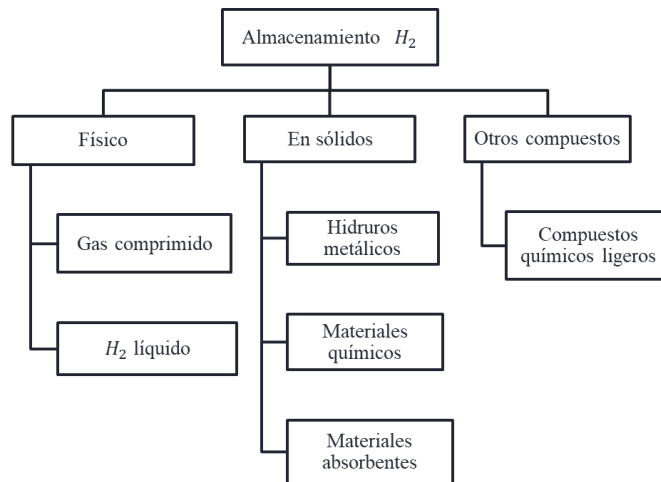 Almacenamiento H₂
Físico
En sólidos
Otros compuestos
Gas comprimido
Hidruros
metálicos
Compuestos
químicos ligeros
H₂ líquido
Materiales
químicos
Materiales
absorbentes